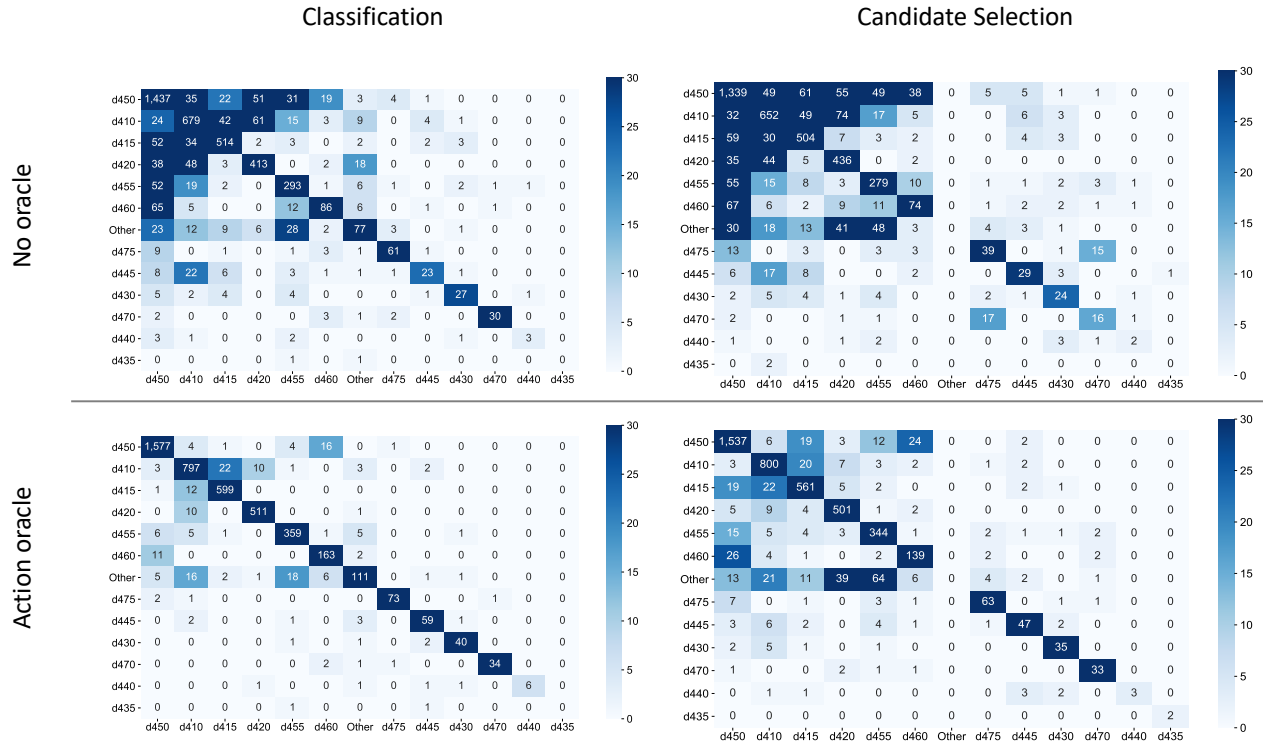 Classification
Candidate Selection
No oracle
d450 1,437 35 22 51 31 19 3 4 1 0 0 0 0
d410 24 679 42 61 15 3 9 0 4 1 0 0 0
d415 52 34 514 2 3 0 2 0 2 3 0 0 0
d420 38 48 3 413 0 2 18 0 0 0 0 0 0
d455 52 19 2 0 293 1 6 1 0 2 1 1 0
d460 65 5 0 0 12 86 6 0 1 0 1 0 0
Other 23 12 9 6 28 2 77 3 0 0 0 0 0
d475 9 0 1 0 1 3 1 61 1 0 0 0 0
d445 8 22 6 0 3 1 1 1 23 1 0 0 0
d430 5 2 4 0 4 0 0 0 1 27 0 1 0
d470 2 0 0 0 0 3 1 2 0 0 30 0 0
d440 3 1 0 0 2 0 0 0 0 1 0 3 0
d435 0 0 0 0 1 0 1 0 0 0 0 0 0
d450 d410 d415 d420 d455 d460 Other d475 d445 d430 d470 d440 d435
30
25
20
15
10
5
0
d450 1,339 49 61 55 49 38 0 5 5 1 1 0 0
d410 32 652 49 74 17 5 0 0 6 3 0 0 0
d415 59 30 504 7 3 2 0 0 4 3 0 0 0
d420 35 44 5 436 0 2 0 0 0 0 0 0 0
d455 55 15 8 3 279 10 0 1 1 2 3 1 0
d460 67 6 2 9 11 74 0 1 2 2 1 1 0
Other 30 18 13 41 48 3 0 4 3 1 0 0 0
d475 13 0 3 0 3 3 0 39 0 1 15 0 0
d445 6 17 8 0 0 2 0 0 29 3 0 0 1
d430 2 5 4 1 4 0 0 2 1 24 0 1 0
d470 2 0 0 1 1 0 0 17 0 0 16 1 0
d440 1 0 0 1 2 0 0 0 0 3 1 2 0
d435 0 2 0 0 0 0 0 0 0 0 0 0 0
d450 d410 d415 d420 d455 d460 Other d475 d445 d430 d470 d440 d435
30
25
20
15
10
5
0
Action oracle
d450 1,577 4 1 0 4 16 0 1 0 0 0 0 0
d410 3 797 22 10 1 0 3 0 2 0 0 0 0
d415 1 12 599 0 0 0 0 0 0 0 0 0 0
d420 0 10 0 511 0 0 1 0 0 0 0 0 0
d455 6 5 1 0 359 1 5 0 0 1 0 0 0
d460 11 0 0 0 0 163 2 0 0 0 0 0 0
Other 5 16 2 1 18 6 111 0 1 1 0 0 0
d475 2 1 0 0 0 0 0 73 0 0 1 0 0
d445 0 2 0 0 1 0 3 0 59 1 0 0 0
d430 0 0 0 0 1 0 1 0 2 40 0 0 0
d470 0 0 0 0 0 2 1 1 0 0 34 0 0
d440 0 0 0 1 0 0 1 0 1 1 0 6 0
d435 0 0 0 0 1 0 0 0 1 0 0 0 0
d450 d410 d415 d420 d455 d460 Other d475 d445 d430 d470 d440 d435
30
25
20
15
10
5
0
d450 1,537 6 19 3 12 24 0 0 2 0 0 0 0
d410 3 800 20 7 3 2 0 1 2 0 0 0 0
d415 19 22 561 5 2 0 0 0 2 1 0 0 0
d420 5 9 4 501 1 2 0 0 0 0 0 0 0
d455 15 5 4 3 344 1 0 2 1 1 2 0 0
d460 26 4 1 0 2 139 0 2 0 0 2 0 0
Other 13 21 11 39 64 6 0 4 2 0 1 0 0
d475 7 0 1 0 3 1 0 63 0 1 1 0 0
d445 3 6 2 0 4 1 0 1 47 2 0 0 0
d430 2 5 1 0 1 0 0 0 0 35 0 0 0
d470 1 0 0 2 1 1 0 0 0 0 33 0 0
d440 0 1 1 0 0 0 0 0 3 2 0 3 0
d435 0 0 0 0 0 0 0 0 0 0 0 0 2
d450 d410 d415 d420 d455 d460 Other d475 d445 d430 d470 d440 d435
30
25
20
15
10
5
0